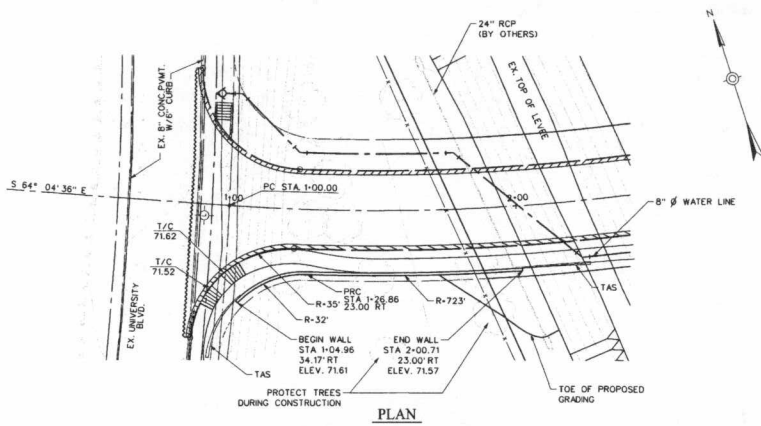 24" RCP
(BY OTHERS)
N
EX. 8" CONC.PVMT.
W/6" CURB
EX. TOP OF LEVEE
S 64° 04'36" E
1+00
PC STA. 1+00.00
2+00
8" Ø WATER LINE
T/C
71.62
T/C
71.52
EX. UNIVERSITY
BLVD.
R=35'
R=32'
PRC
STA 1+26.86
23.00 RT
R=723'
TAS
BEGIN WALL
STA 1+04.96
34.17' RT
ELEV. 71.61
END WALL
STA 2+00.71
23.00' RT
ELEV. 71.57
TAS
PROTECT TREES
DURING CONSTRUCTION
TOE OF PROPOSED
GRADING
PLAN